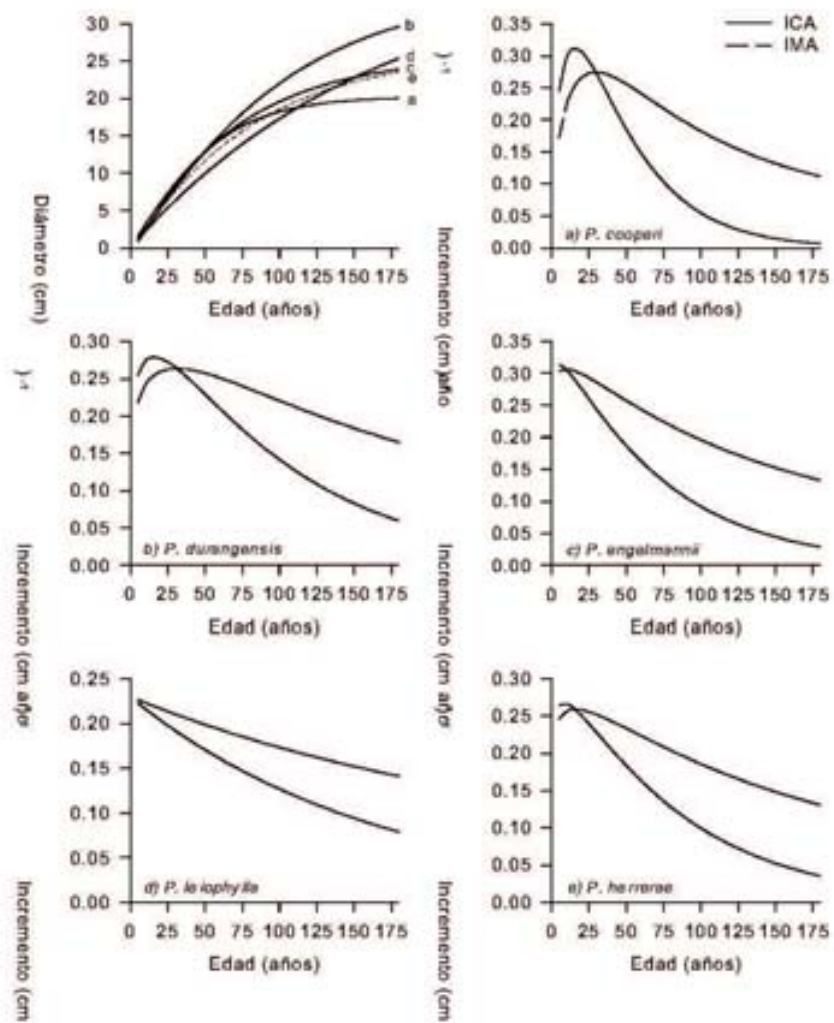 Diámetro (cm)
30
25
20
15
10
5
0
b
d
c
e
a
0 25 50 75 100 125 150 175
Edad (años)
Incremento (cm año
)-1
0.35
0.30
0.25
0.20
0.15
0.10
0.05
0.00
ICA
IMA
a) P. cooperi
0 25 50 75 100 125 150 175
Edad (años)
Incremento (cm año
)-1
0.30
0.25
0.20
0.15
0.10
0.05
0.00
b) P. durangensis
0 25 50 75 100 125 150 175
Edad (años)
Incremento (cm año
0.35
0.30
0.25
0.20
0.15
0.10
0.05
0.00
c) P. engelmannii
0 25 50 75 100 125 150 175
Edad (años)
Incremento (cm
0.25
0.20
0.15
0.10
0.05
0.00
d) P. leiophylla
0 25 50 75 100 125 150 175
Edad (años)
Incremento (cm
0.30
0.25
0.20
0.15
0.10
0.05
0.00
e) P. herrerae
0 25 50 75 100 125 150 175
Edad (años)